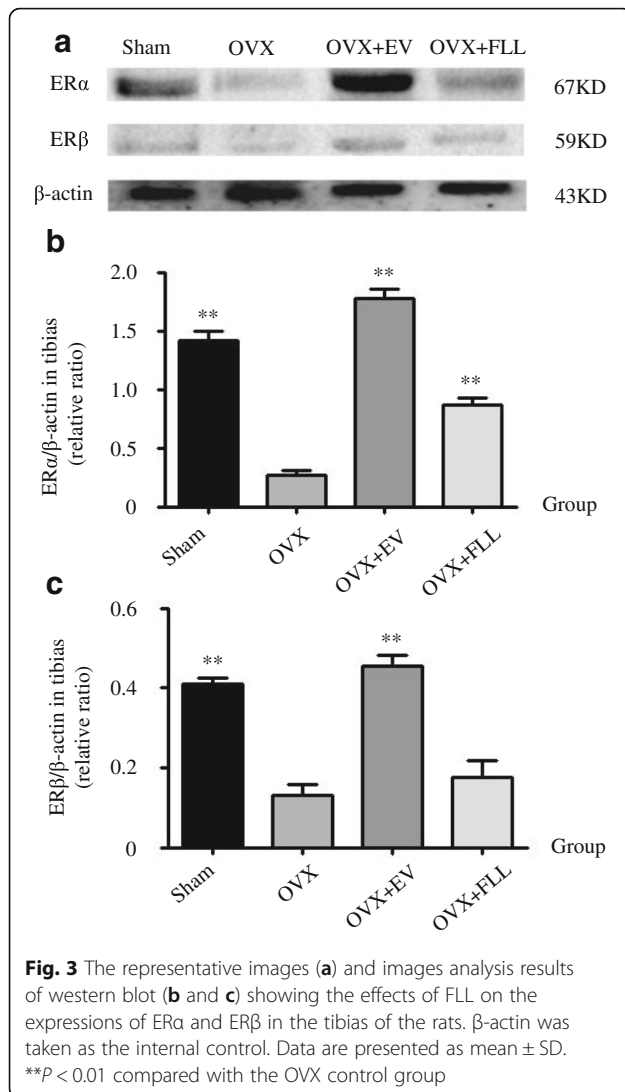 a
Sham OVX OVX+EV OVX+FLL
ERα 67KD
ERβ 59KD
β-actin 43KD
b
ERα/β-actin in tibias
(relative ratio)
2.0
1.5
1.0
0.5
0
**
**
**
Group
Sham
OVX
OVX+EV
OVX+FLL
c
ERβ/β-actin in tibias
(relative ratio)
0.6
0.4
0.2
0
**
**
Group
Sham
OVX
OVX+EV
OVX+FLL
Fig. 3 The representative images (a) and images analysis results
of western blot (b and c) showing the effects of FLL on the
expressions of ERα and ERβ in the tibias of the rats. β-actin was
taken as the internal control. Data are presented as mean ± SD.
**P < 0.01 compared with the OVX control group